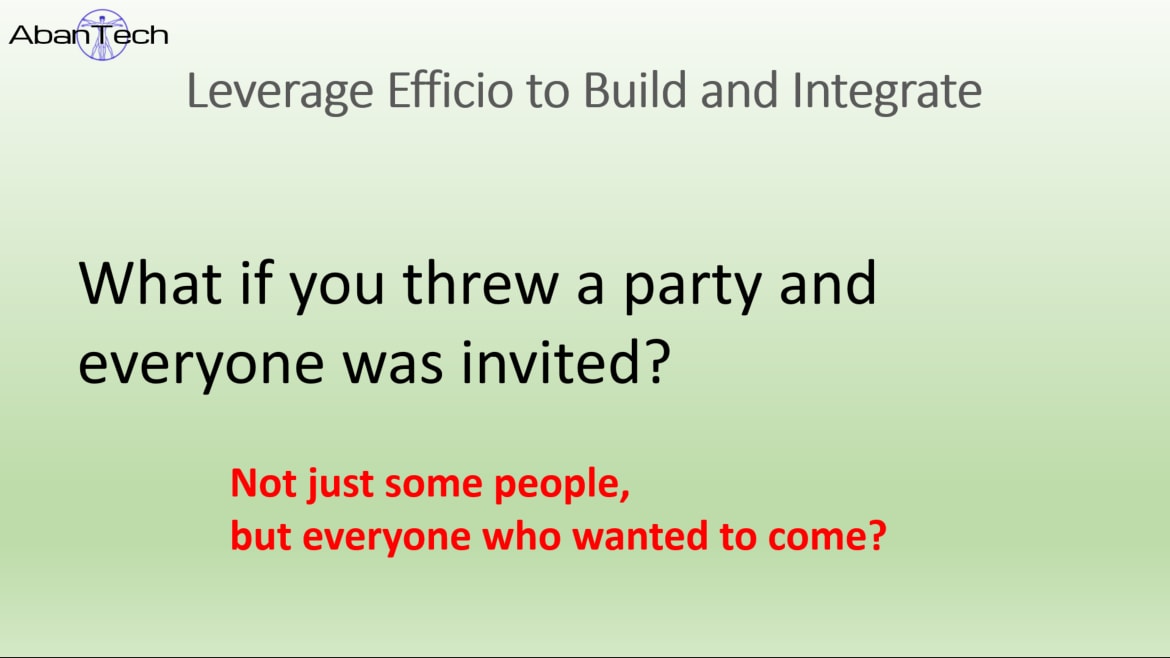 AbanTech
Leverage Efficio to Build and Integrate
What if you threw a party and
everyone was invited?
Not just some people,
but everyone who wanted to come?